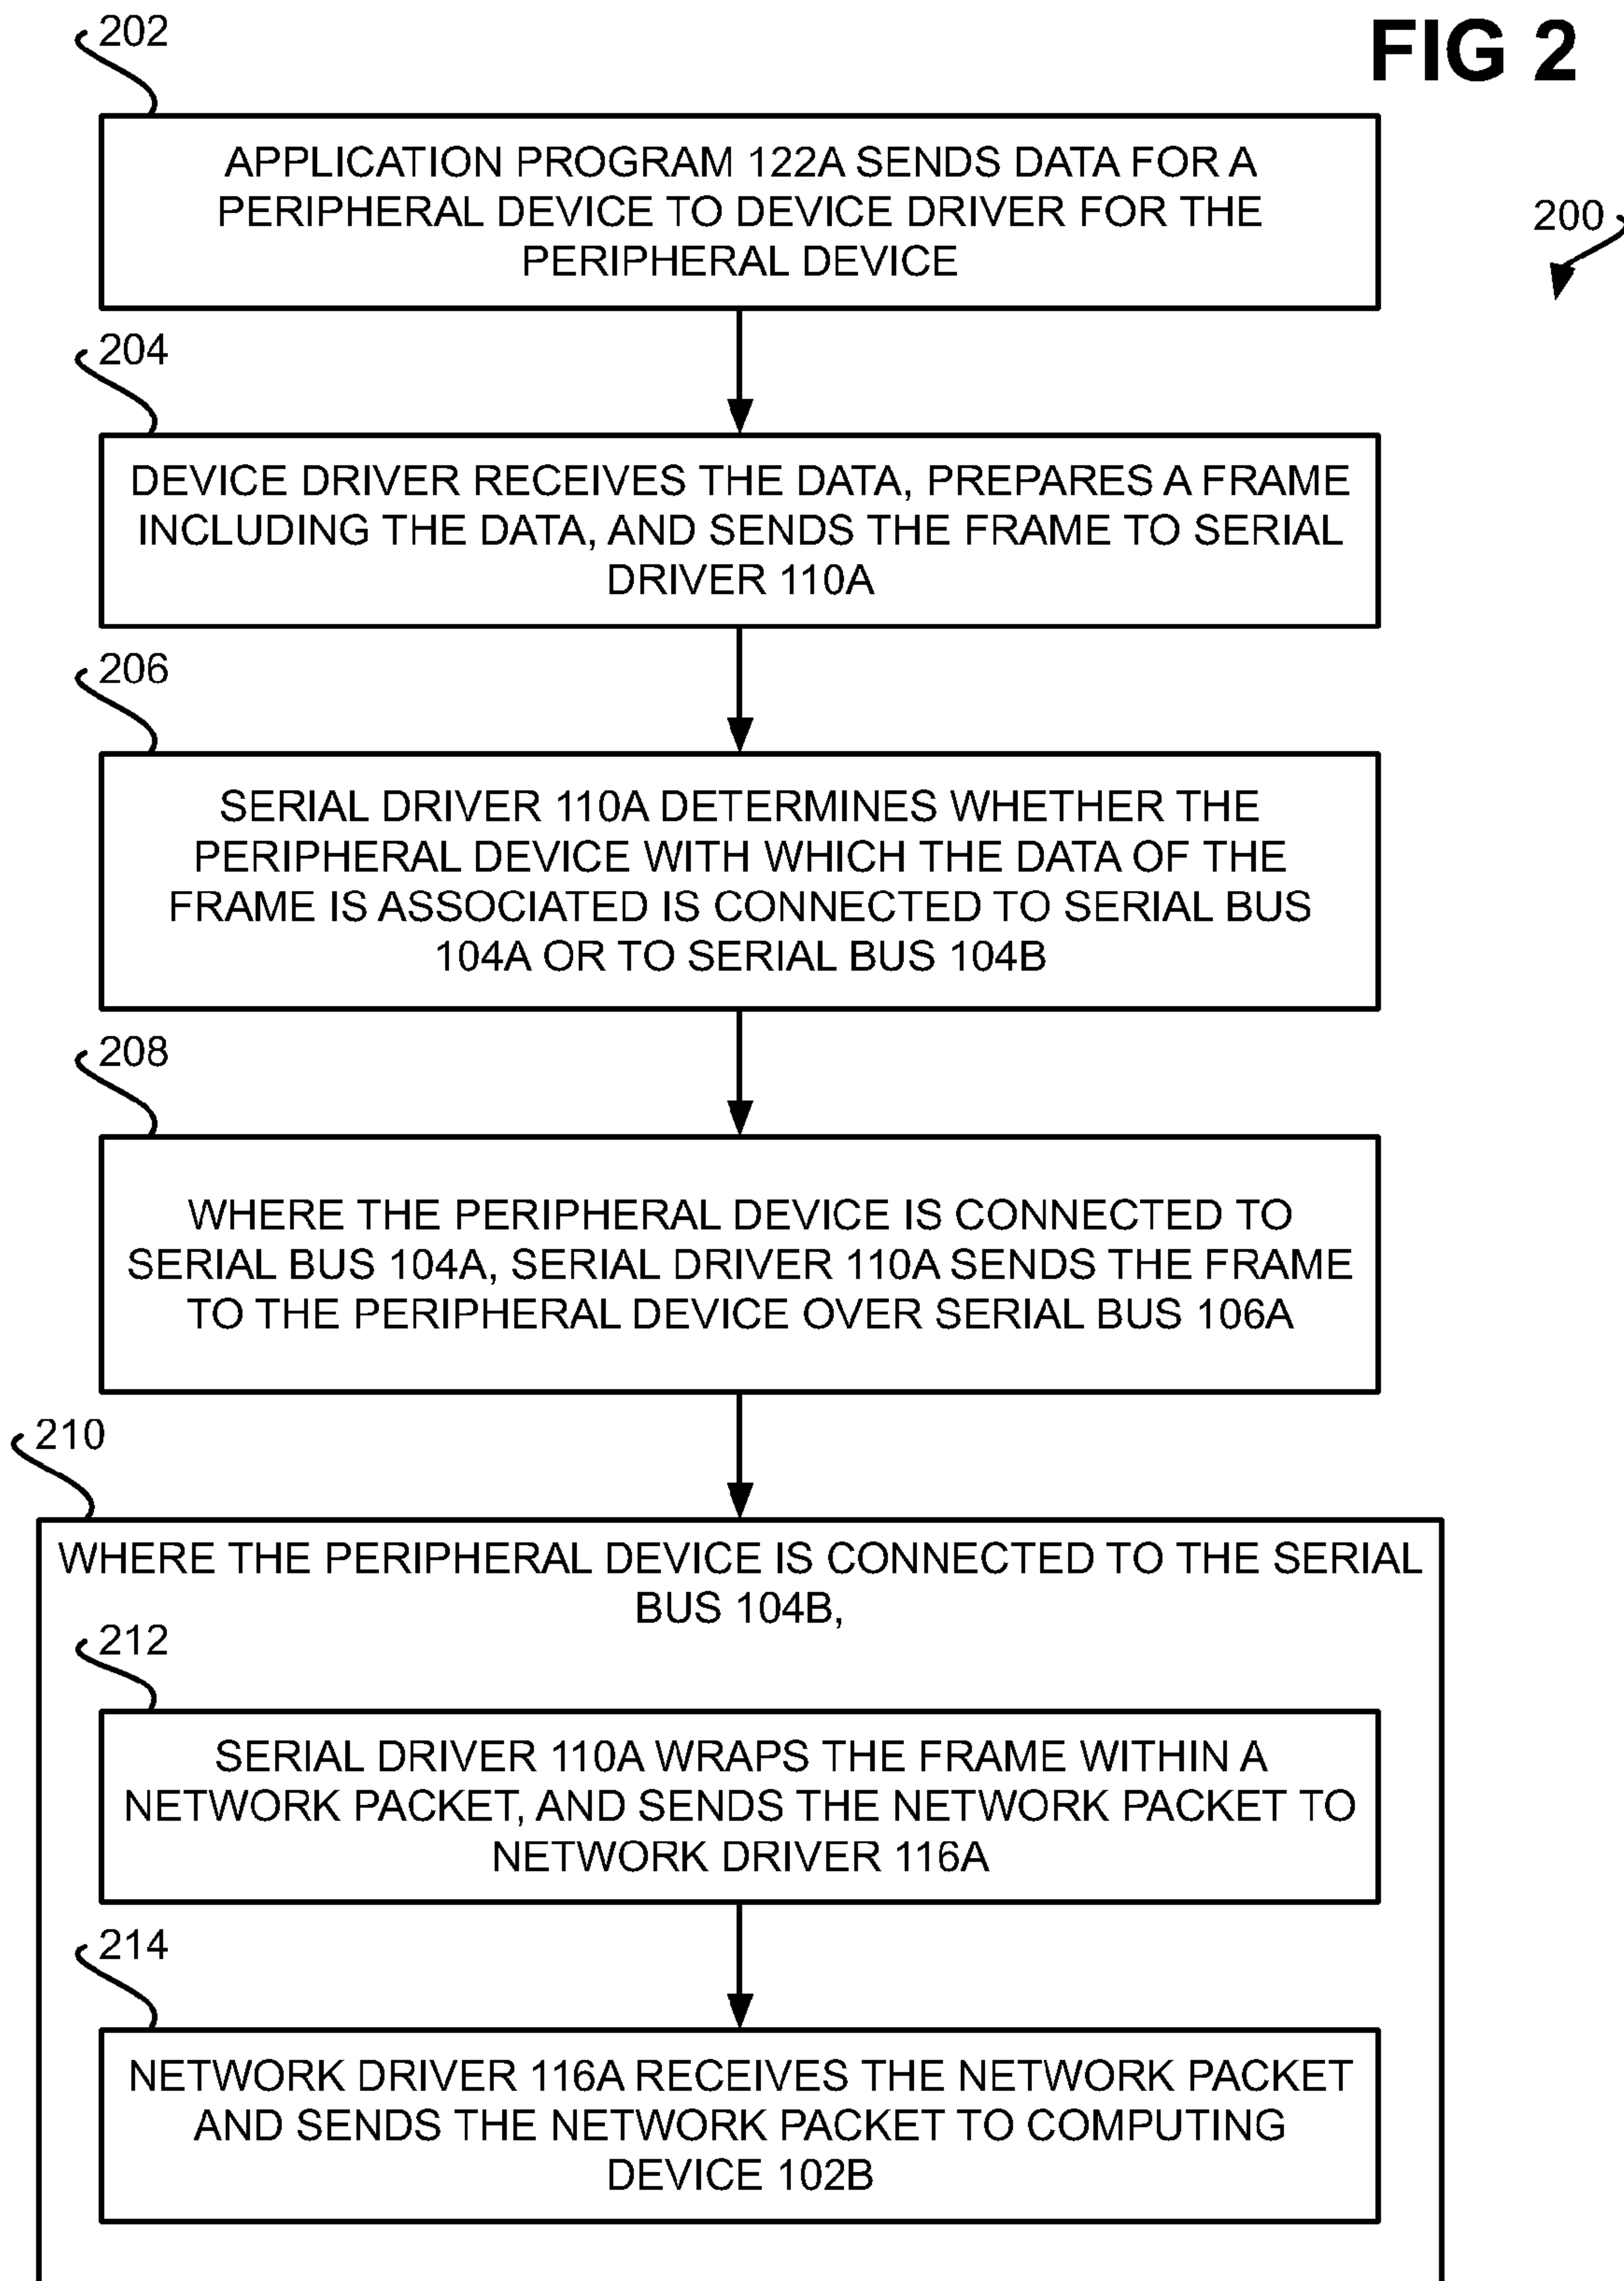 FIG 2
200
202
APPLICATION PROGRAM 122A SENDS DATA FOR A
PERIPHERAL DEVICE TO DEVICE DRIVER FOR THE
PERIPHERAL DEVICE
204
DEVICE DRIVER RECEIVES THE DATA, PREPARES A FRAME
INCLUDING THE DATA, AND SENDS THE FRAME TO SERIAL
DRIVER 110A
206
SERIAL DRIVER 110A DETERMINES WHETHER THE
PERIPHERAL DEVICE WITH WHICH THE DATA OF THE
FRAME IS ASSOCIATED IS CONNECTED TO SERIAL BUS
104A OR TO SERIAL BUS 104B
208
WHERE THE PERIPHERAL DEVICE IS CONNECTED TO
SERIAL BUS 104A, SERIAL DRIVER 110A SENDS THE FRAME
TO THE PERIPHERAL DEVICE OVER SERIAL BUS 106A
210
WHERE THE PERIPHERAL DEVICE IS CONNECTED TO THE SERIAL
BUS 104B,
212
SERIAL DRIVER 110A WRAPS THE FRAME WITHIN A
NETWORK PACKET, AND SENDS THE NETWORK PACKET TO
NETWORK DRIVER 116A
214
NETWORK DRIVER 116A RECEIVES THE NETWORK PACKET
AND SENDS THE NETWORK PACKET TO COMPUTING
DEVICE 102B